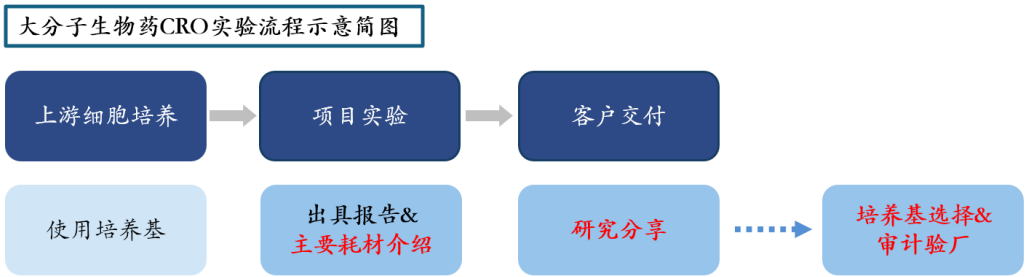 大分子生物药CRO实验流程示意简图
上游细胞培养
项目实验
客户交付
使用培养基
出具报告&
主要耗材介绍
研究分享
培养基选择&
审计验厂